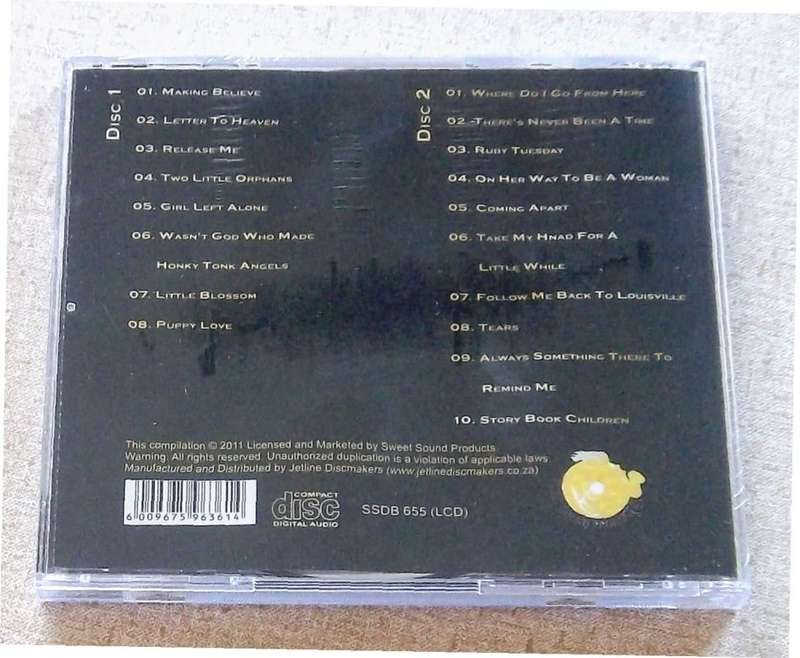 Disc 1
01. Making Believe
02. Letter To Heaven
03. Release Me
04. Two Little Orphans
05. Girl Left Alone
06. Wasn't God Who Made
Honky Tonk Angels
07. Little Blossom
08. Puppy Love
Disc 2
01. Where Do I Go From Here
02 -There's Never Been A Time
03. Ruby Tuesday
04. On Her Way To Be A Woman
05. Coming Apart
06. Take My Hnad For A
Little While
07. Follow Me Back To Louisville
08. Tears
09. Always Something There To
Remind Me
10. Story Book Children
This compilation © 2011 Licensed and Marketed by Sweet Sound Products
Warning. All rights reserved. Unauthorized duplication is a violation of applicable laws
Manufactured and Distributed by Jetline Discmakers (www.jetlinediscmakers.co.za)
6 009675 963614
COMPACT
disc
DIGITAL AUDIO
SSDB 655 (LCD)